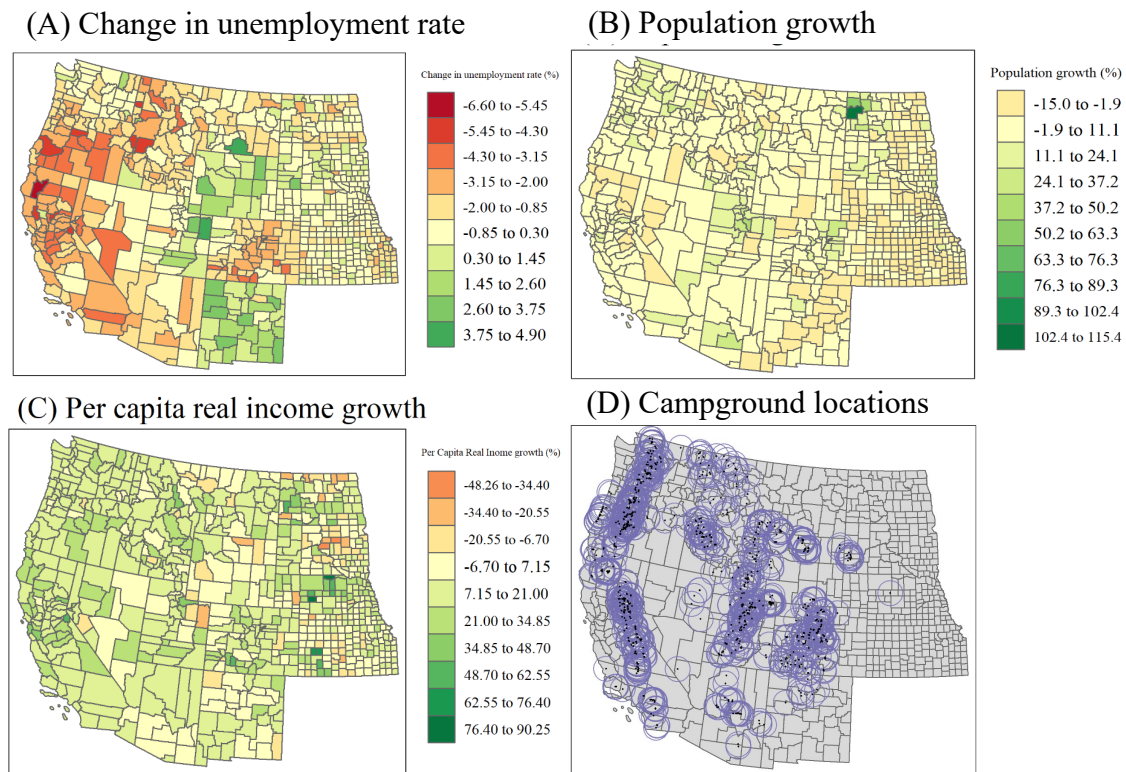 (A) Change in unemployment rate
Change in unemployment rate (%)
-6.60 to -5.45
-5.45 to -4.30
-4.30 to -3.15
-3.15 to -2.00
-2.00 to -0.85
-0.85 to 0.30
0.30 to 1.45
1.45 to 2.60
2.60 to 3.75
3.75 to 4.90
(B) Population growth
Population growth (%)
-15.0 to -1.9
-1.9 to 11.1
11.1 to 24.1
24.1 to 37.2
37.2 to 50.2
50.2 to 63.3
63.3 to 76.3
76.3 to 89.3
89.3 to 102.4
102.4 to 115.4
(C) Per capita real income growth
Per Capita Real Inome growth (%)
-48.26 to -34.40
-34.40 to -20.55
-20.55 to -6.70
-6.70 to 7.15
7.15 to 21.00
21.00 to 34.85
34.85 to 48.70
48.70 to 62.55
62.55 to 76.40
76.40 to 90.25
(D) Campground locations